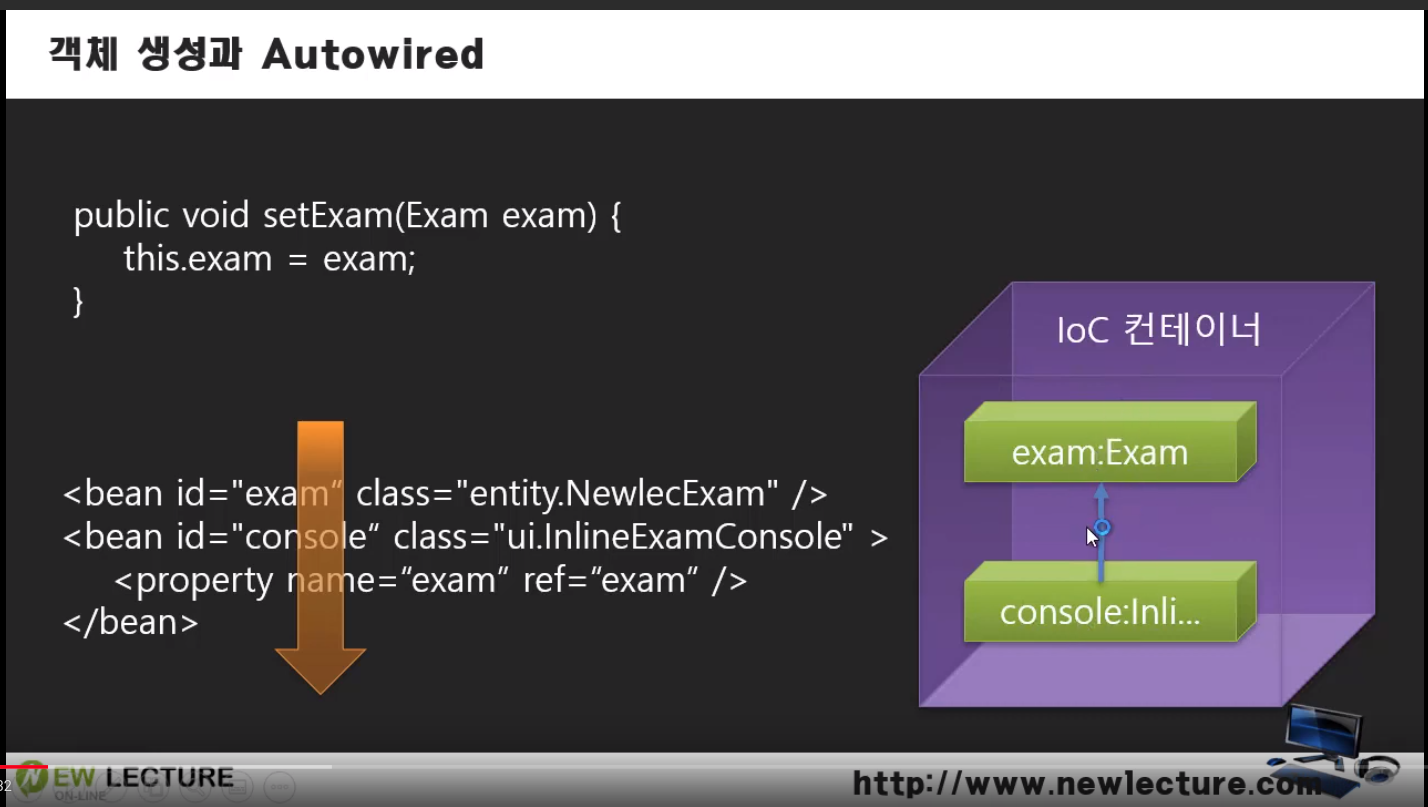 객체 생성과 Autowired
public void setExam(Exam exam) {
this.exam = exam;
}
IoC 컨테이너
exam:Exam
<bean id="exam“ class="entity.NewlecExam" />
<bean id="console“ class="ui.InlineExamConsole" >
<property name=“exam” ref=“exam” />
</bean>
console:Inli...
32
NEW LECTURE
ON-LINE
http://www.newlecture.com